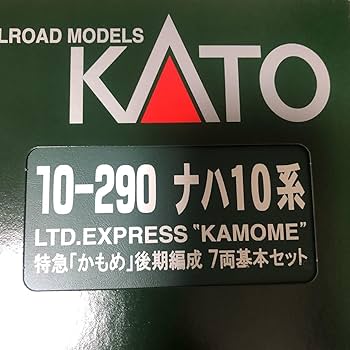 LROAD MODELS
KATO
10-290 ナハ10系
LTD.EXPRESS "KAMOME"
特急「かもめ」後期編成 7両基本セット